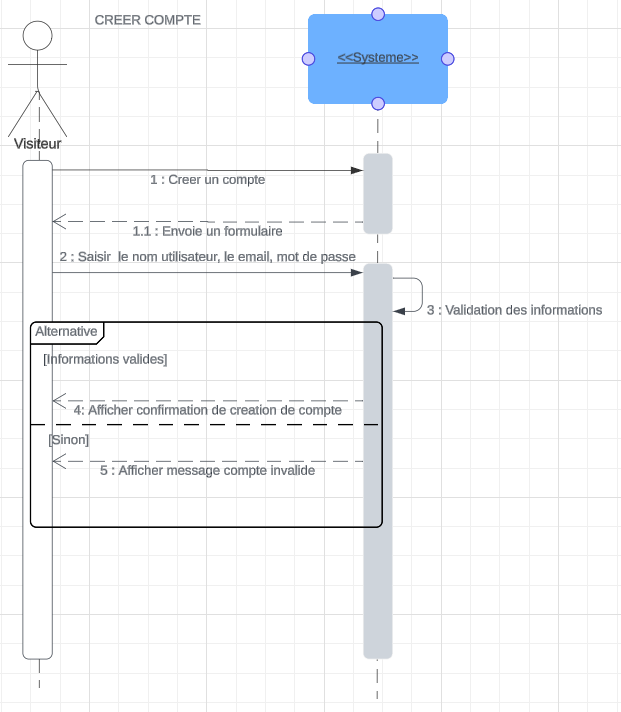 CREER COMPTE
<<Systeme>>
Visiteur
1 : Creer un compte
1.1 : Envoie un formulaire
2 : Saisir le nom utilisateur, le email, mot de passe
3 : Validation des informations
Alternative
[Informations valides]
4: Afficher confirmation de creation de compte
[Sinon]
5 : Afficher message compte invalide